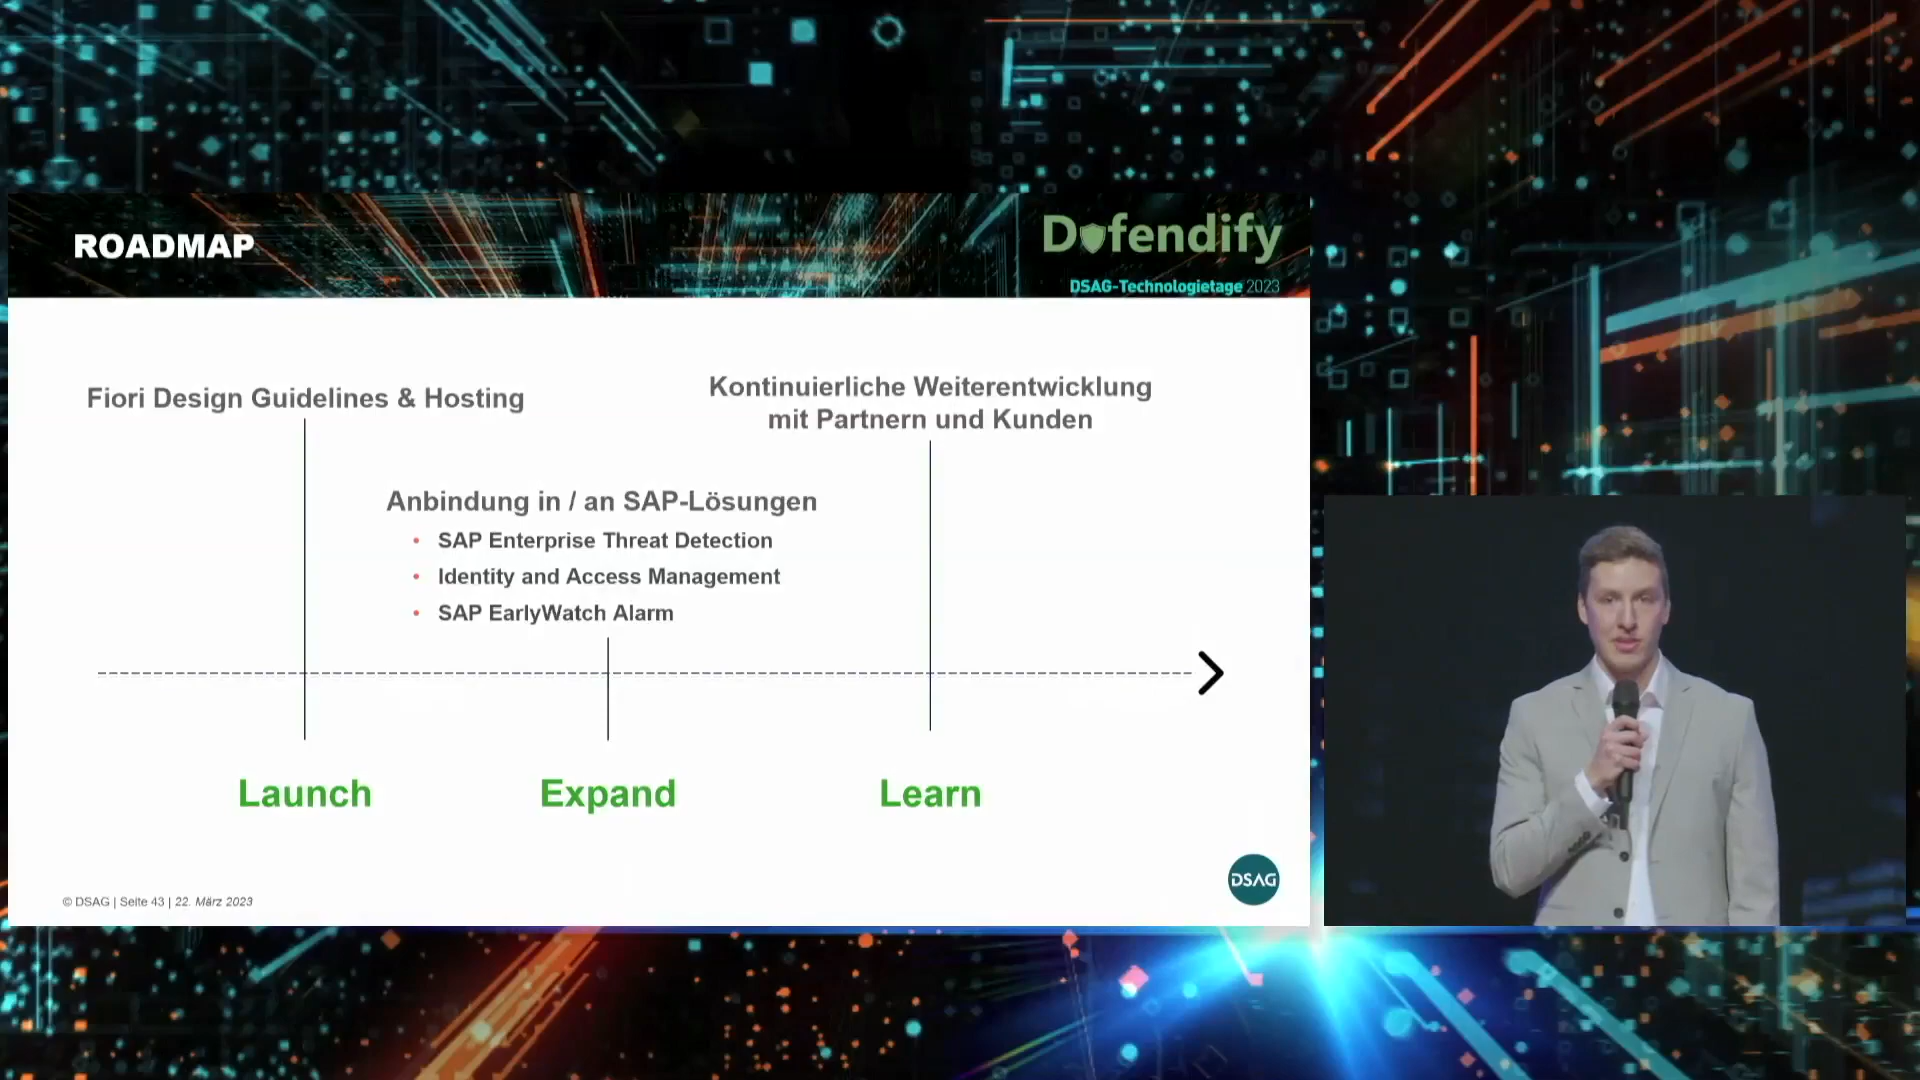 ROADMAP
Defendify
DSAG-Technologietage 2023
Fiori Design Guidelines & Hosting
Kontinuierliche Weiterentwicklung
mit Partnern und Kunden
Anbindung in / an SAP-Lösungen
• SAP Enterprise Threat Detection
• Identity and Access Management
• SAP EarlyWatch Alarm
Launch
Expand
Learn
DSAG
© DSAG | Seite 43 | 22. März 2023